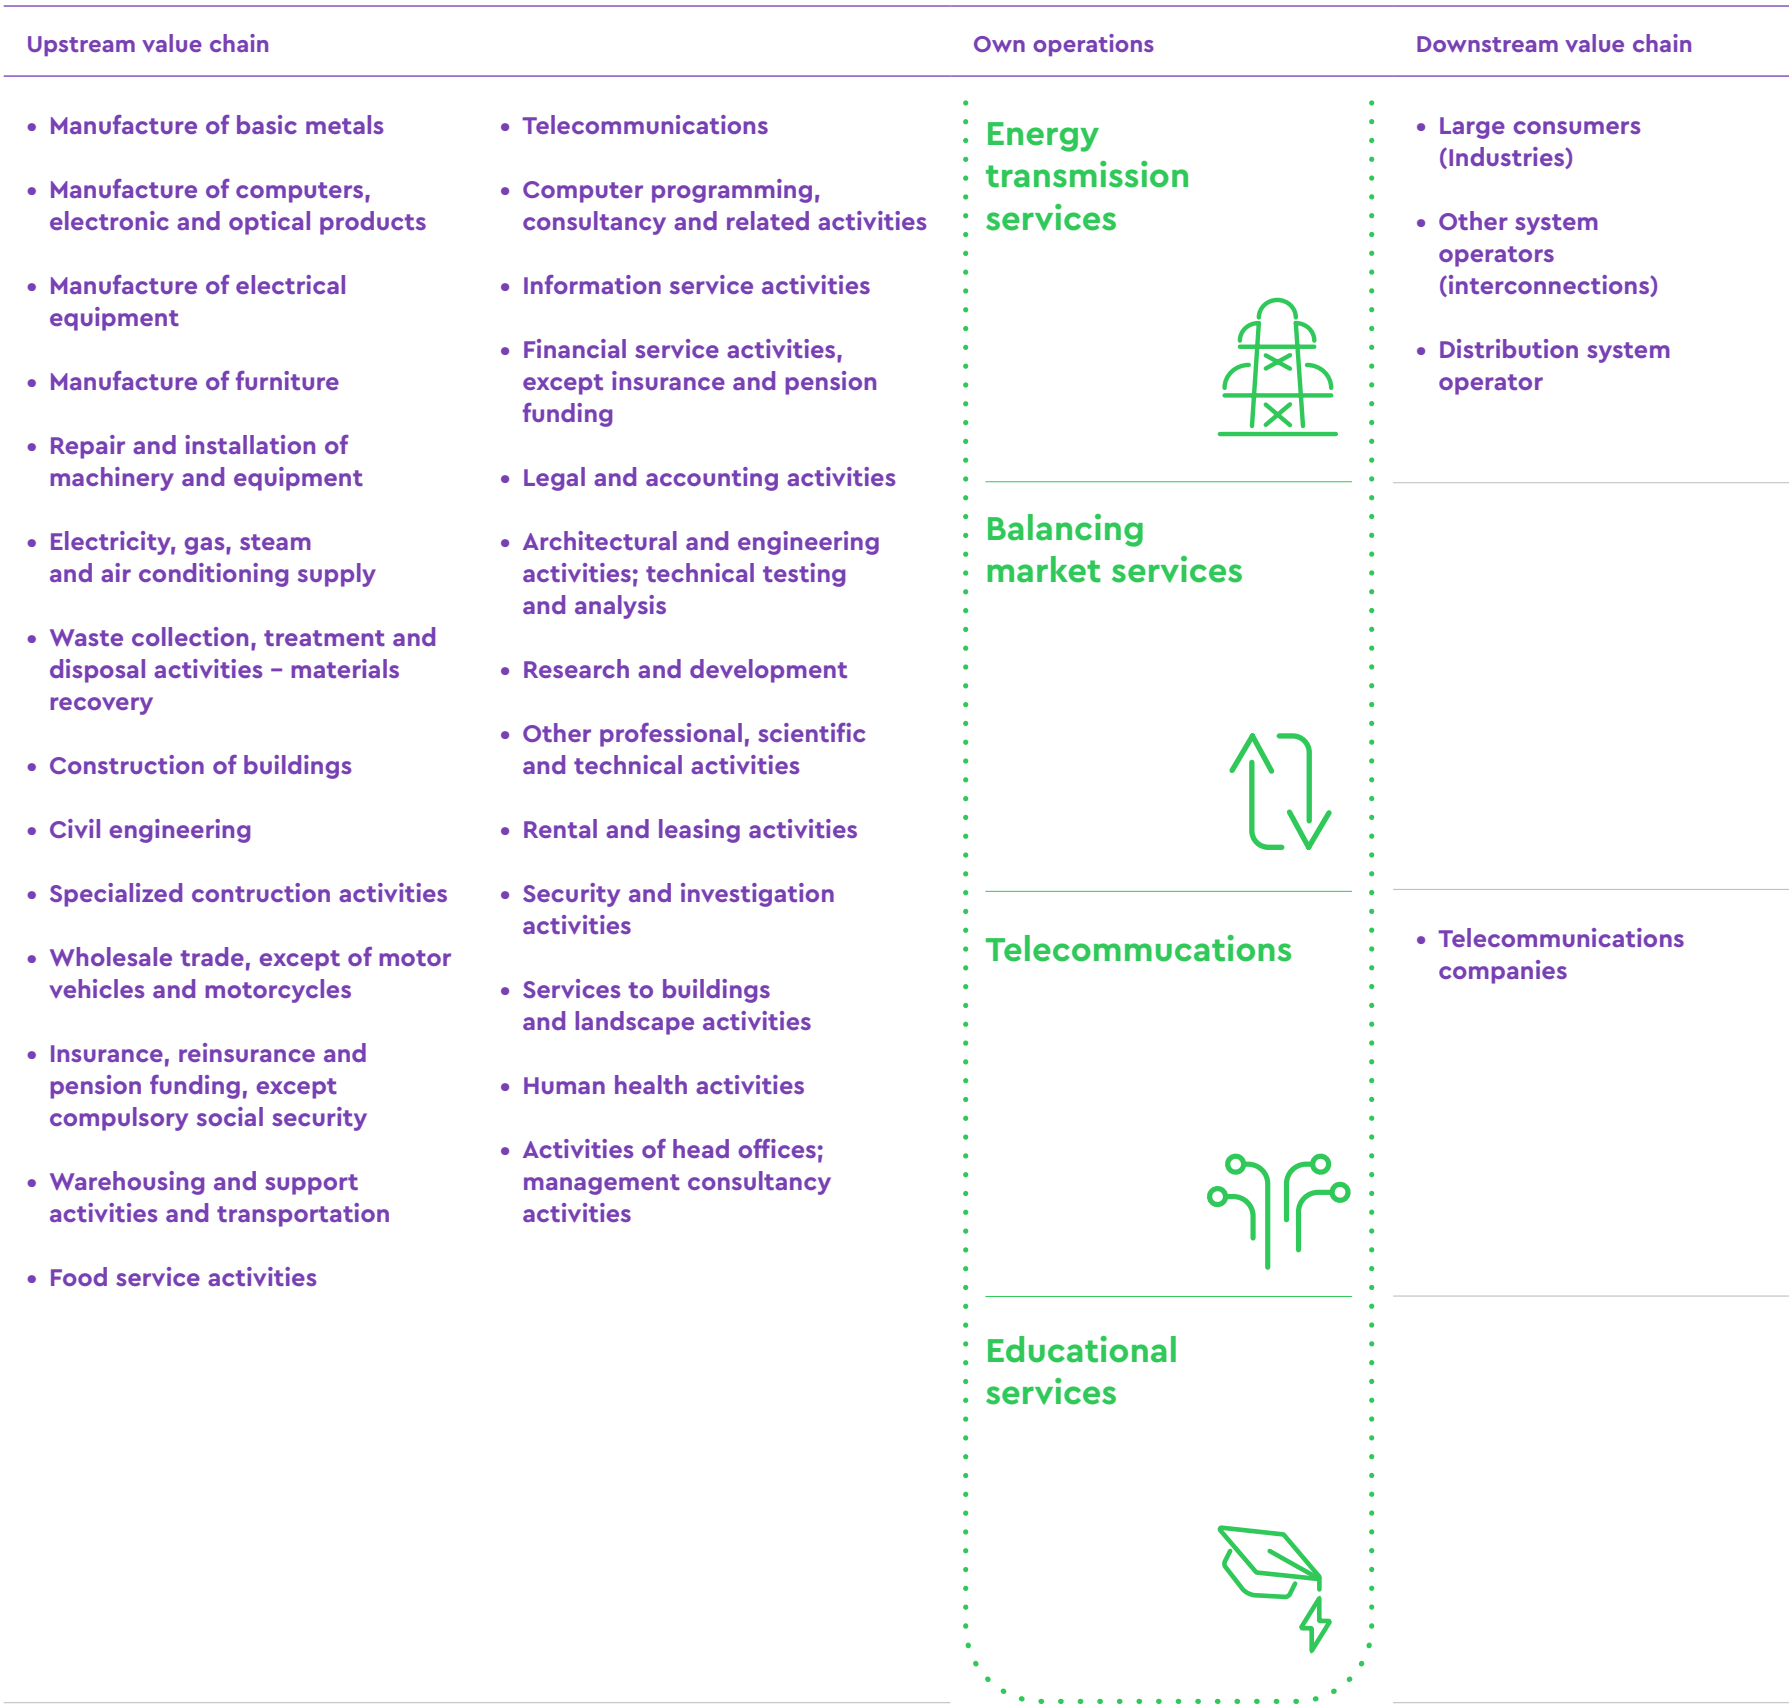 Upstream value chain
Own operations
Downstream value chain
• Manufacture of basic metals
• Manufacture of computers,
electronic and optical products
• Manufacture of electrical
equipment
• Manufacture of furniture
• Repair and installation of
machinery and equipment
• Electricity, gas, steam
and air conditioning supply
• Waste collection, treatment and
disposal activities – materials
recovery
• Construction of buildings
• Civil engineering
• Specialized contruction activities
• Wholesale trade, except of motor
vehicles and motorcycles
• Insurance, reinsurance and
pension funding, except
compulsory social security
• Warehousing and support
activities and transportation
• Food service activities
• Telecommunications
• Computer programming,
consultancy and related activities
• Information service activities
• Financial service activities,
except insurance and pension
funding
• Legal and accounting activities
• Architectural and engineering
activities; technical testing
and analysis
• Research and development
• Other professional, scientific
and technical activities
• Rental and leasing activities
• Security and investigation
activities
• Services to buildings
and landscape activities
• Human health activities
• Activities of head offices;
management consultancy
activities
Energy
transmission
services
Balancing
market services
Telecommucations
Educational
services
• Large consumers
(Industries)
• Other system
operators
(interconnections)
• Distribution system
operator
• Telecommunications
companies